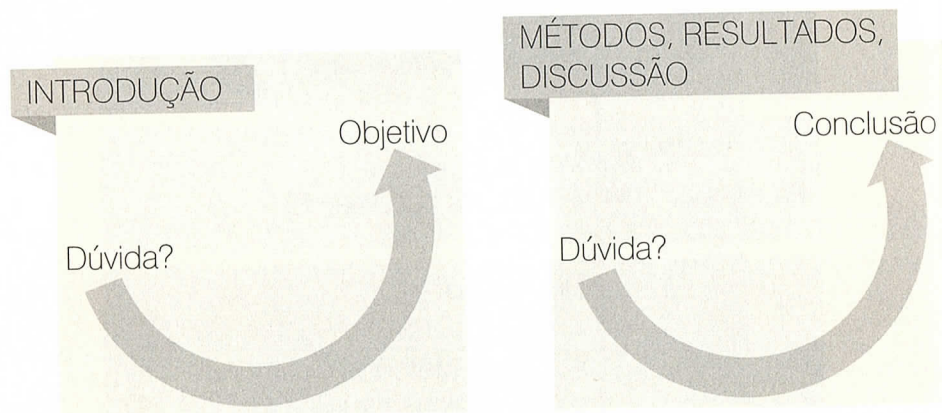 INTRODUÇÃO
Objetivo
Dúvida?
MÉTODOS, RESULTADOS,
DISCUSSÃO
Conclusão
Dúvida?